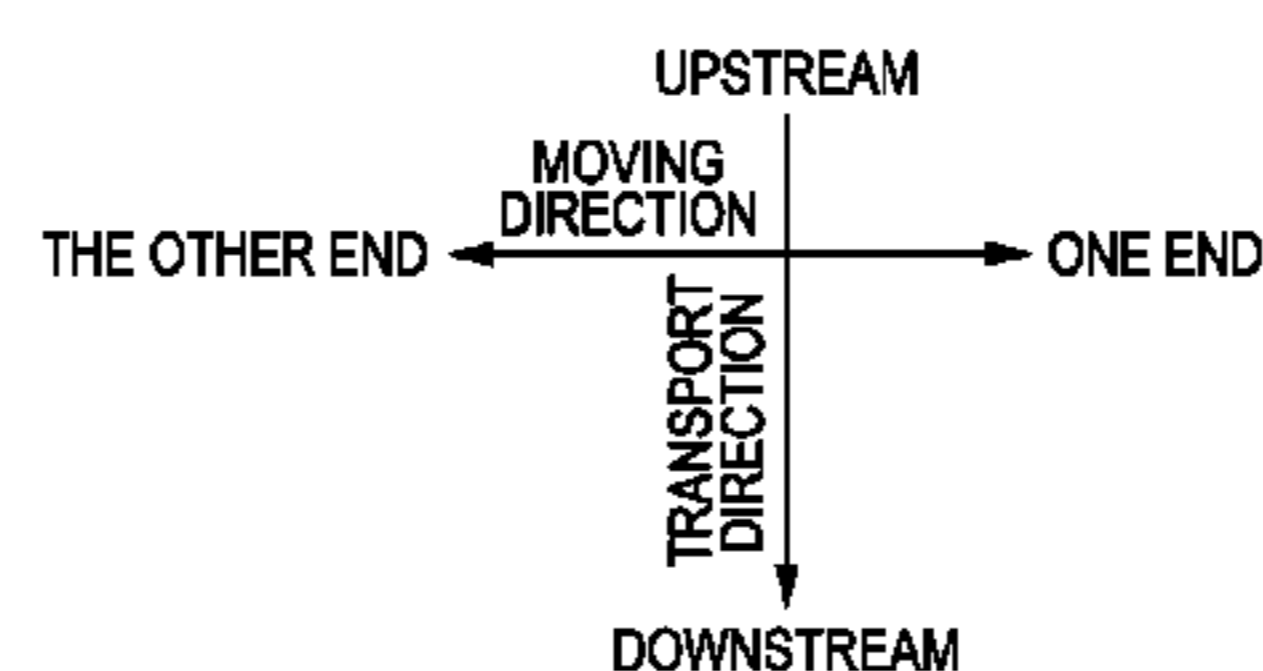 UPSTREAM
MOVING
DIRECTION
THE OTHER END
ONE END
TRANSPORT
DIRECTION
DOWNSTREAM